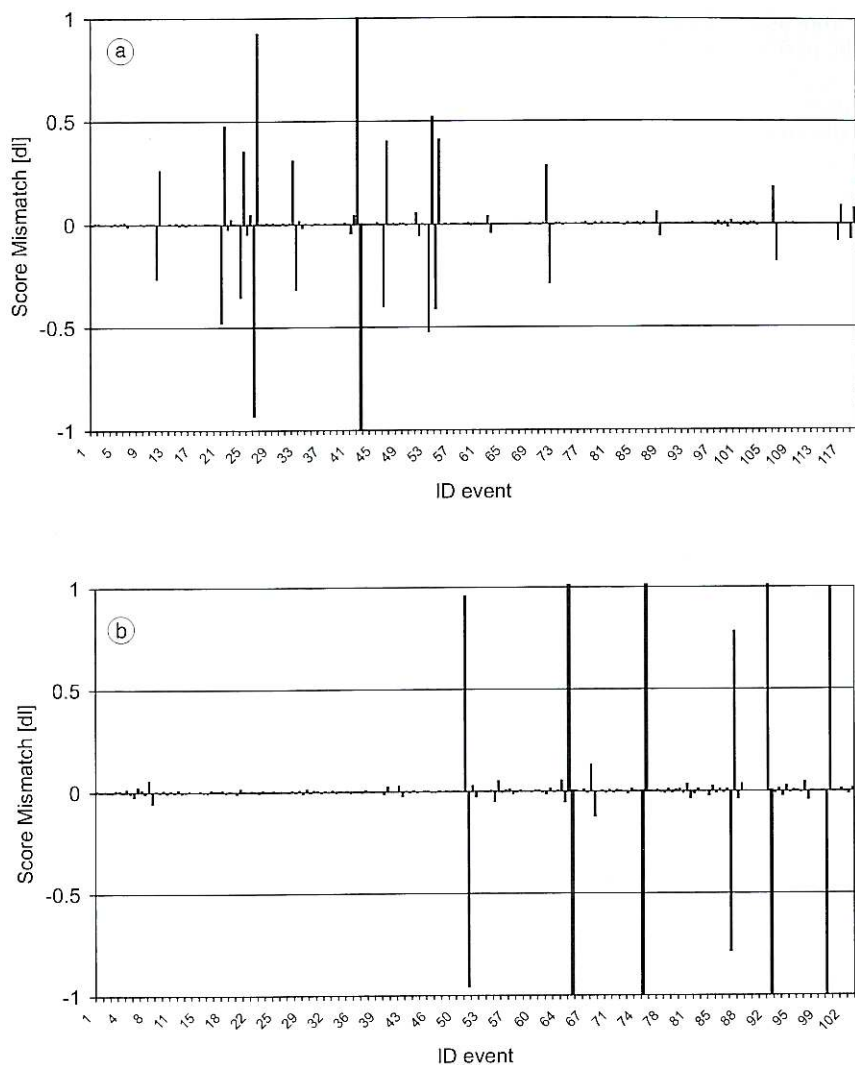 a
Score Mismatch [dl]
1
0.5
0
-0.5
-1
1 5 9 13 17 21 25 29 33 37 41 45 49 53 61 65 69 73 77 81 85 89 93 97 101 105 109 113 117
ID event
b
Score Mismatch [dl]
1
0.5
0
-0.5
-1
1 4 6 8 11 13 16 18 22 29 32 36 39 43 46 50 53 57 60 64 67 71 74 78 81 85 88 92 95 99 102
ID event